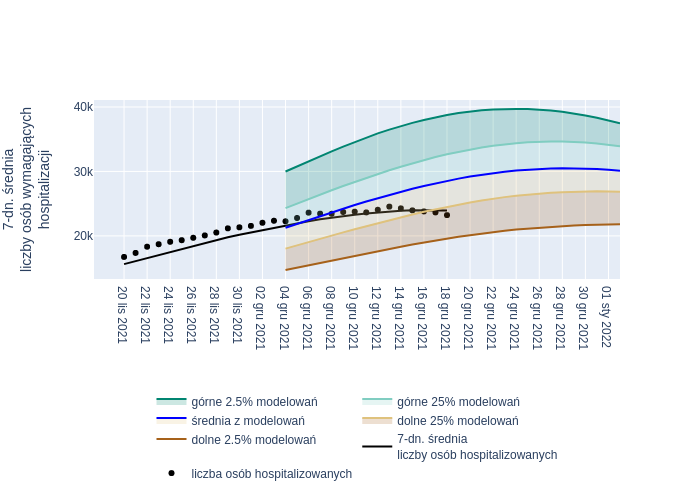 7-dn. średnia
liczby osób wymagających
hospitalizacji
40k
30k
20k
20 lis 2021
22 lis 2021
24 lis 2021
26 lis 2021
28 lis 2021
30 lis 2021
02 gru 2021
04 gru 2021
06 gru 2021
08 gru 2021
10 gru 2021
12 gru 2021
14 gru 2021
16 gru 2021
18 gru 2021
20 gru 2021
22 gru 2021
24 gru 2021
26 gru 2021
28 gru 2021
30 gru 2021
01 sty 2022
górne 2.5% modelowań
górne 25% modelowań
średnia z modelowań
dolne 25% modelowań
dolne 2.5% modelowań
7-dn. średnia
liczby osób hospitalizowanych
liczba osób hospitalizowanych